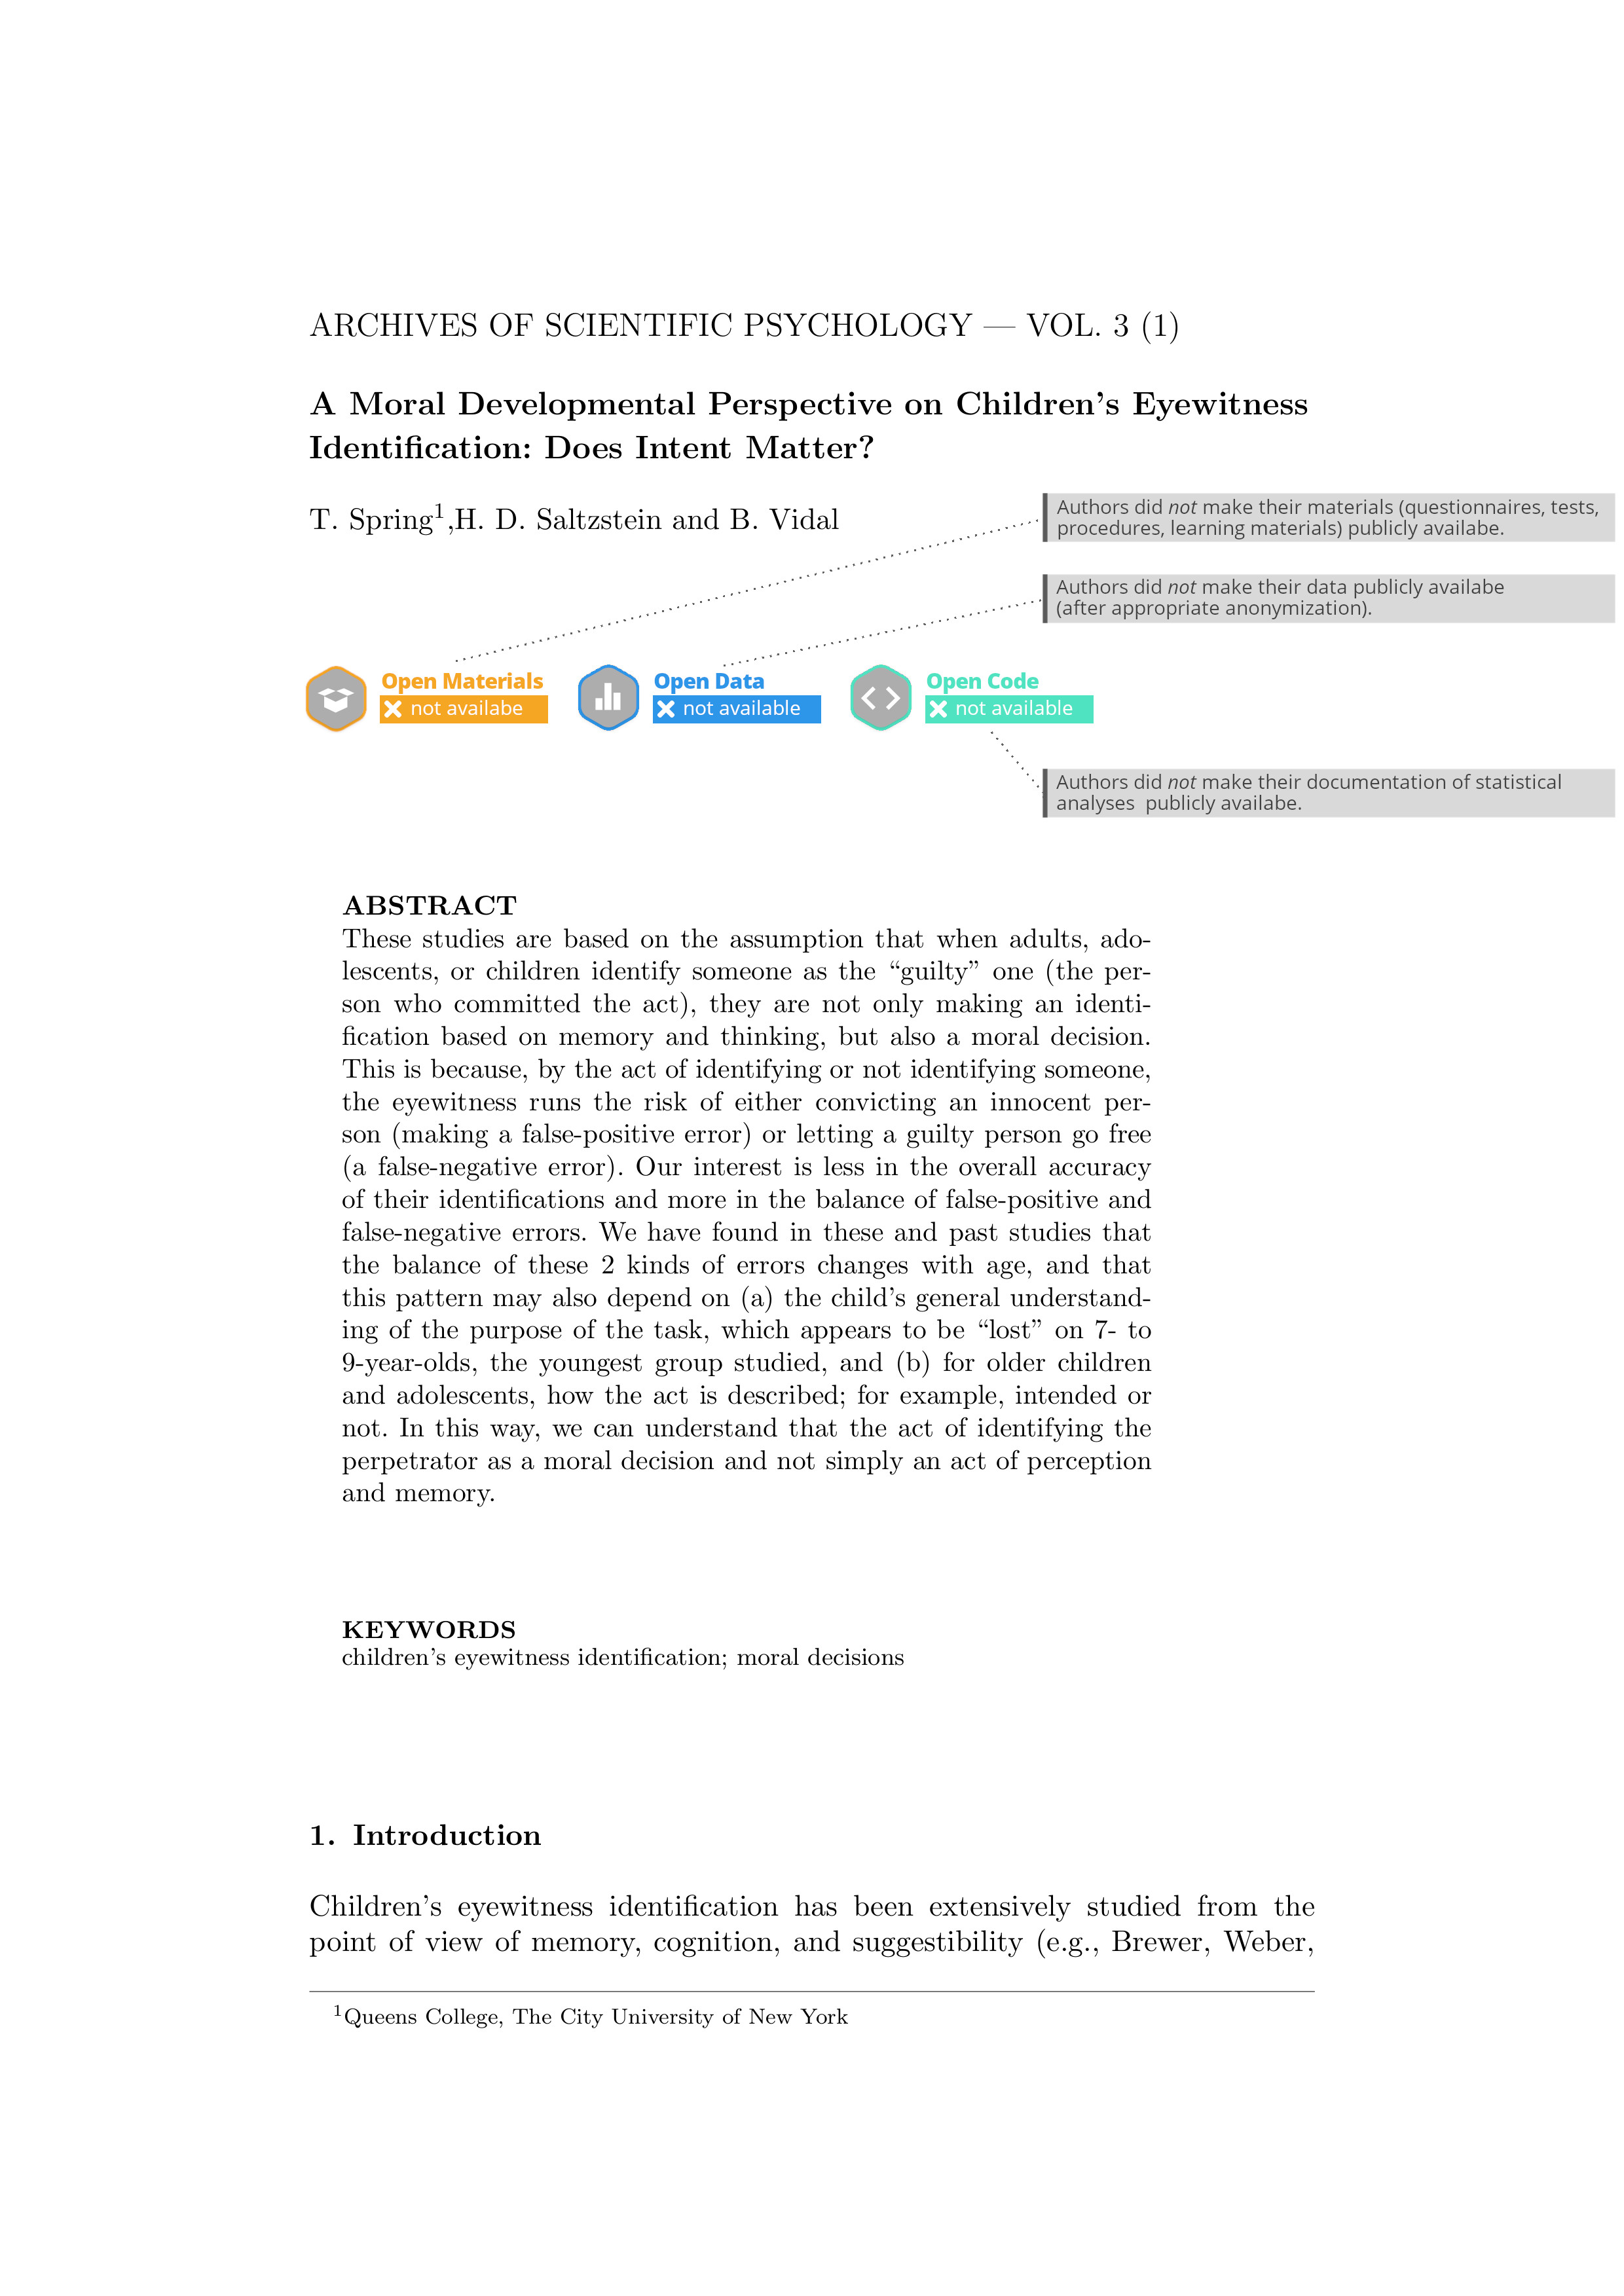 ARCHIVES OF SCIENTIFIC PSYCHOLOGY — VOL. 3 (1)
A Moral Developmental Perspective on Children's Eyewitness
Identification: Does Intent Matter?
T. Spring1,H. D. Saltzstein and B. Vidal
Authors did not make their materials (questionnaires, tests,
procedures, learning materials) publicly availabe.
Authors did not make their data publicly availabe
(after appropriate anonymization).
Open Materials
not availabe
Open Data
not available
Open Code
not available
Authors did not make their documentation of statistical
analyses publicly availabe.
ABSTRACT
These studies are based on the assumption that when adults, ado-
lescents, or children identify someone as the “guilty” one (the per-
son who committed the act), they are not only making an identi-
fication based on memory and thinking, but also a moral decision.
This is because, by the act of identifying or not identifying someone,
the eyewitness runs the risk of either convicting an innocent per-
son (making a false-positive error) or letting a guilty person go free
(a false-negative error). Our interest is less in the overall accuracy
of their identifications and more in the balance of false-positive and
false-negative errors. We have found in these and past studies that
the balance of these 2 kinds of errors changes with age, and that
this pattern may also depend on (a) the child's general understand-
ing of the purpose of the task, which appears to be “lost” on 7- to
9-year-olds, the youngest group studied, and (b) for older children
and adolescents, how the act is described; for example, intended or
not. In this way, we can understand that the act of identifying the
perpetrator as a moral decision and not simply an act of perception
and memory.
KEYWORDS
children's eyewitness identification; moral decisions
1. Introduction
Children's eyewitness identification has been extensively studied from the
point of view of memory, cognition, and suggestibility (e.g., Brewer, Weber,
1Queens College, The City University of New York